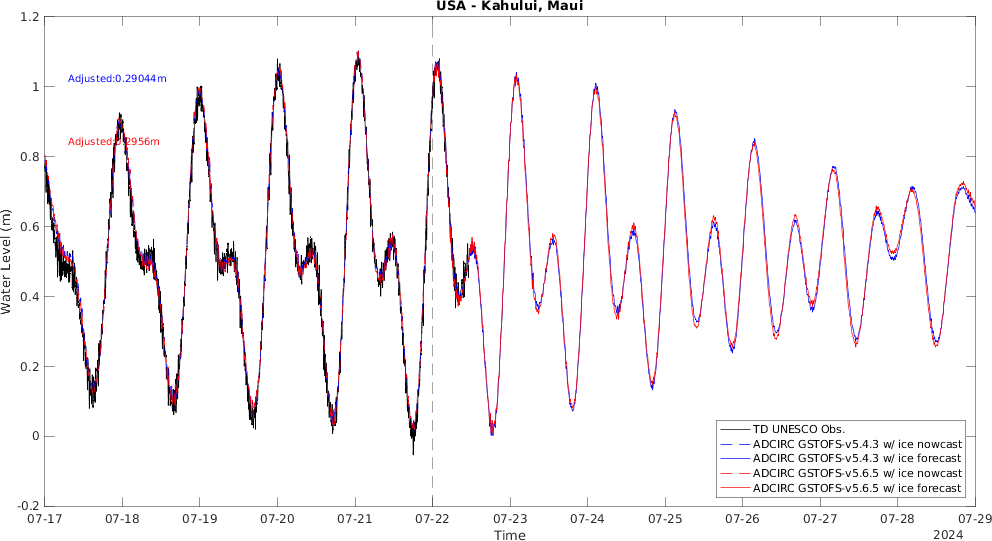 USA - Kahului, Maui
1.2
1
0.8
0.6
0.4
0.2
0
-0.2
Water Level (m)
Adjusted:0.29044m
Adjusted:0.2956m
TD UNESCO Obs.
ADCIRC GSTOFS-v5.4.3 w/ ice nowcast
ADCIRC GSTOFS-v5.4.3 w/ ice forecast
ADCIRC GSTOFS-v5.6.5 w/ ice nowcast
ADCIRC GSTOFS-v5.6.5 w/ ice forecast
07-17 07-18 07-19 07-20 07-21 07-22 07-23 07-24 07-25 07-26 07-27 07-28 07-29
Time
2024